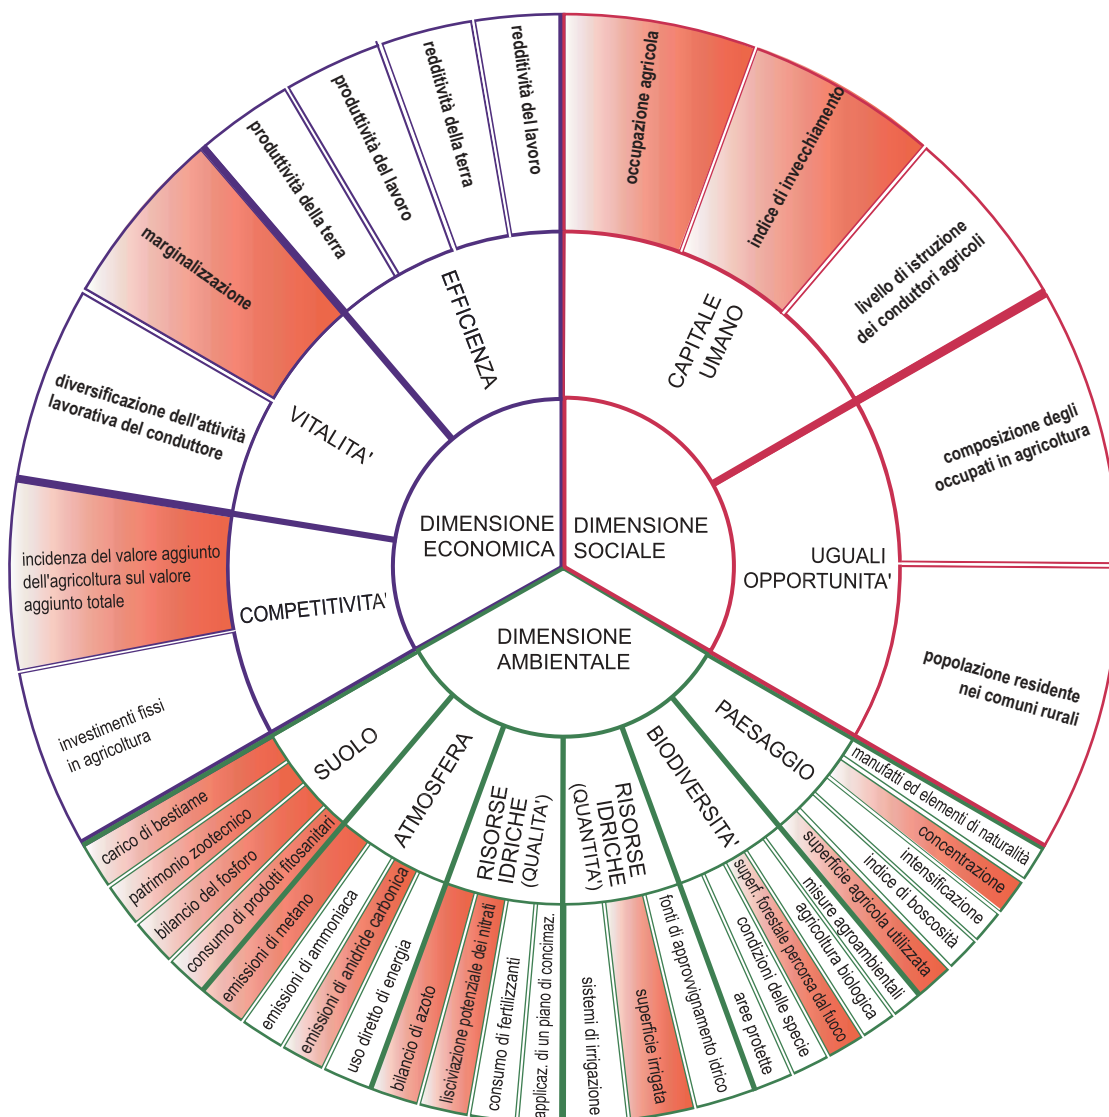 redditività del lavoro
redditività della terra
produttività del lavoro
produttività della terra
EFFICIENZA
marginalizzazione
diversificazione dell'attività
lavorativa del conduttore
VITALITA'
incidenza del valore aggiunto
dell'agricoltura sul valore
aggiunto totale
investimenti fissi
in agricoltura
COMPETITIVITA'
DIMENSIONE
ECONOMICA
occupazione agricola
indice di invecchiamento
livello di istruzione
dei conduttori agricoli
CAPITALE
UMANO
composizione degli
occupati in agricoltura
popolazione residente
nei comuni rurali
UGUALI
OPPORTUNITA'
DIMENSIONE
SOCIALE
DIMENSIONE
AMBIENTALE
SUOLO
carico di bestiame
patrimonio zootecnico
bilancio del fosforo
consumo di prodotti fitosanitari
ATMOSFERA
emissioni di metano
emissioni di ammoniaca
emissioni di anidride carbonica
uso diretto di energia
RISORSE
IDRICHE
(QUALITA')
bilancio di azoto
lisciviazione potenziale dei nitrati
consumo di fertilizzanti
applicaz. di un piano di concimaz.
RISORSE
IDRICHE
(QUANTITA')
sistemi di irrigazione
superficie irrigata
fonti di approvvignamento idrico
BIODIVERSITA'
aree protette
condizioni delle specie
superf. forestale percorsa dal fuoco
agricoltura biologica
misure agroambientali
PAESAGGIO
superficie agricola utilizzata
indice di boscosità
intensificazione
concentrazione
manufatti ed elementi di naturalità